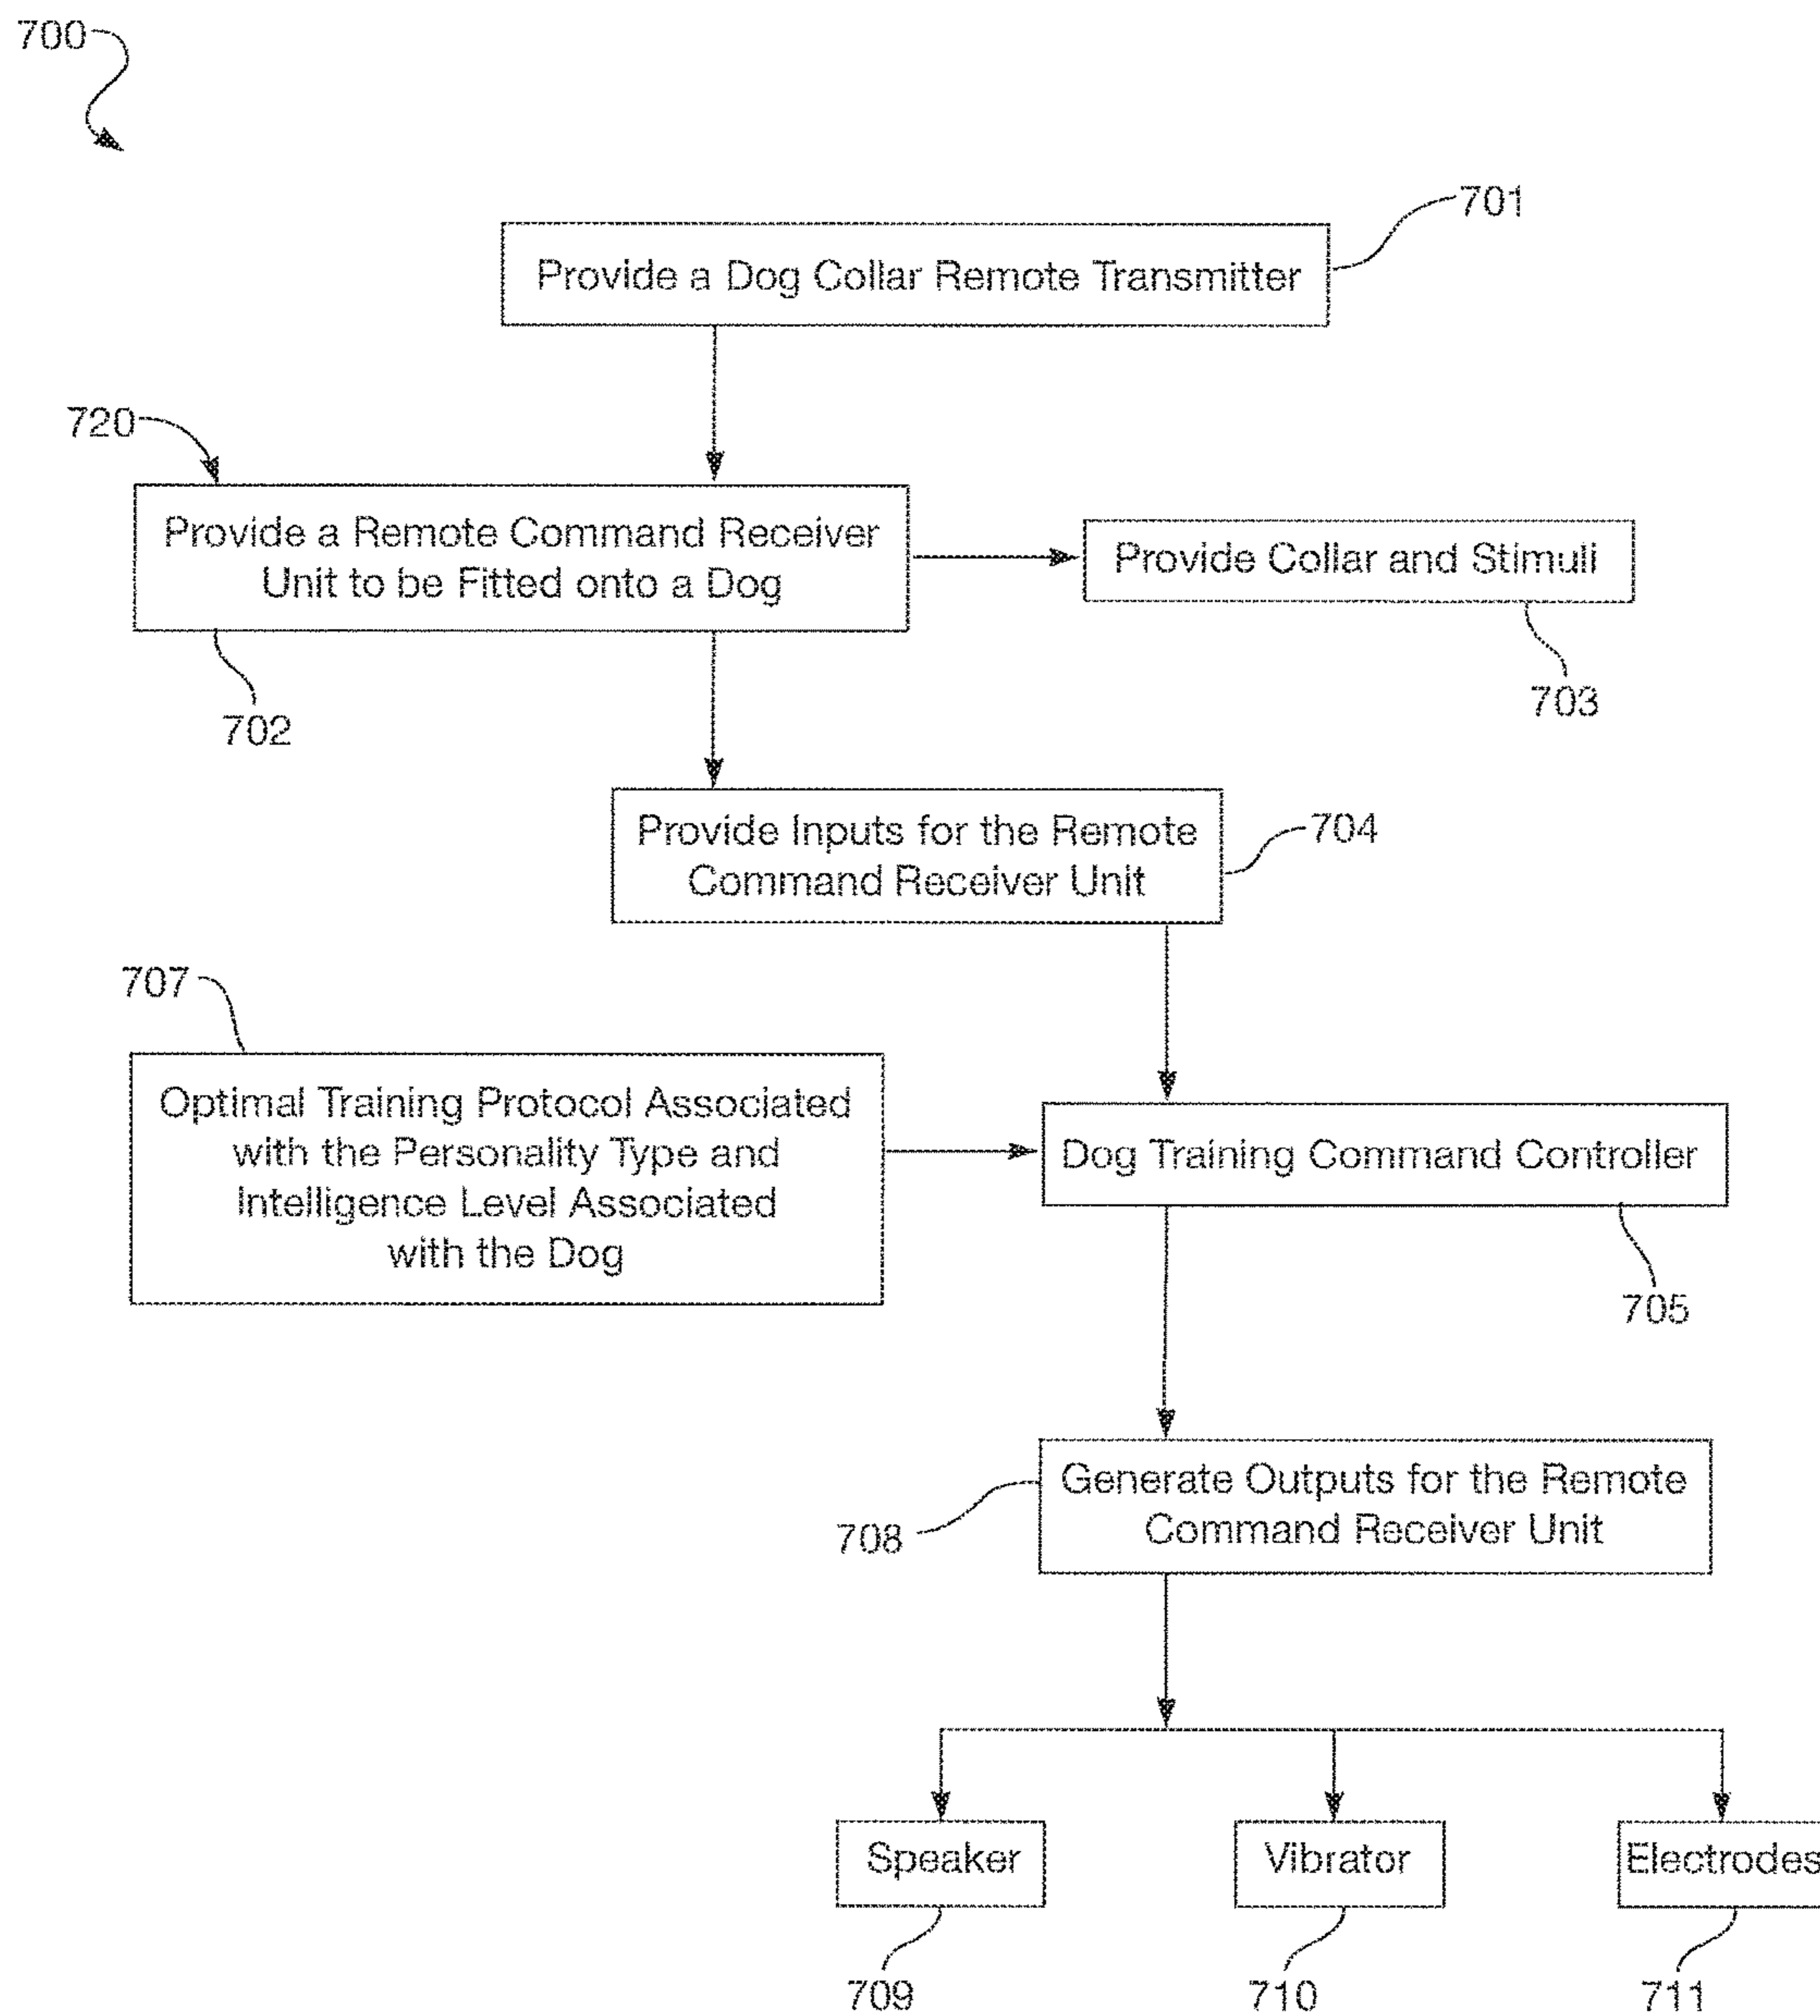 700
701
Provide a Dog Collar Remote Transmitter
720
Provide a Remote Command Receiver
Unit to be Fitted onto a Dog
Provide Collar and Stimuli
702
703
Provide Inputs for the Remote
Command Receiver Unit
704
707
Optimal Training Protocol Associated
with the Personality Type and
Intelligence Level Associated
with the Dog
Dog Training Command Controller
705
Generate Outputs for the Remote
Command Receiver Unit
708
Speaker
Vibrator
Electrodes
709
710
711